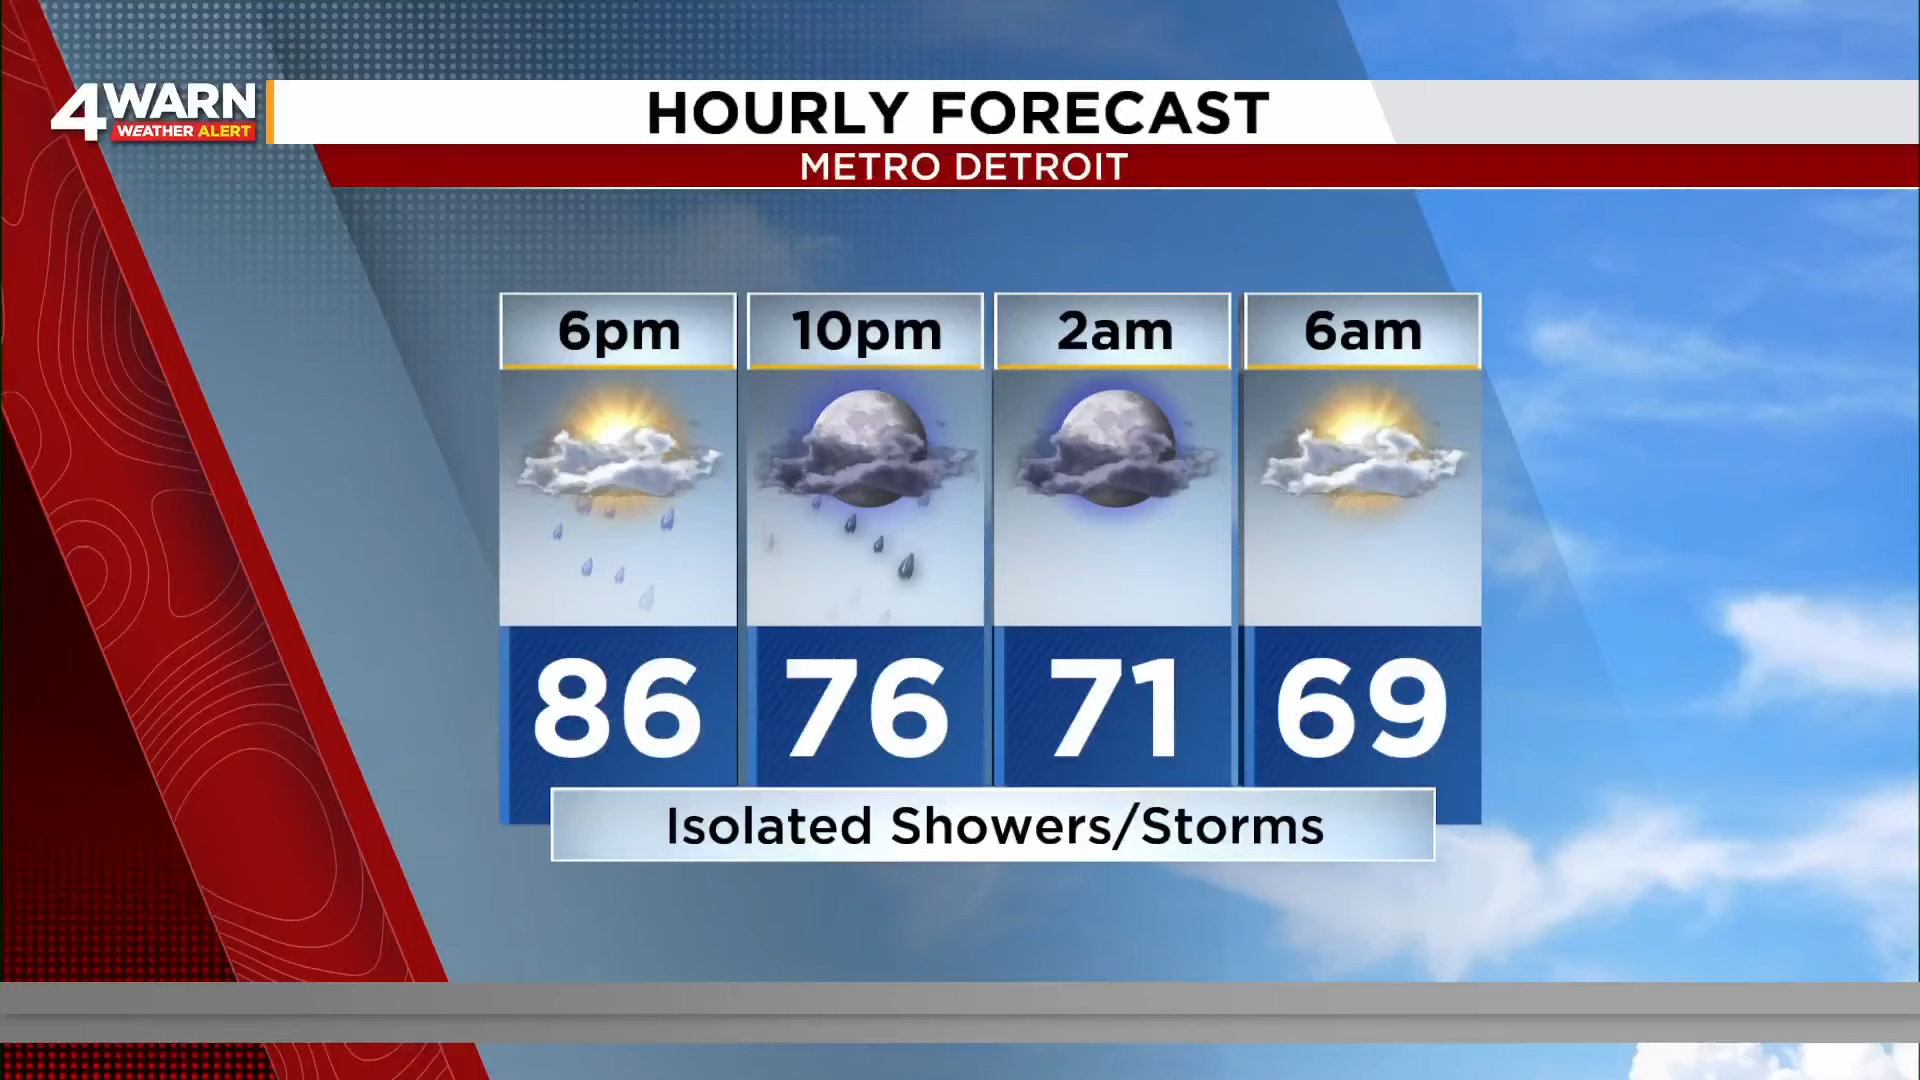 4WARN
WEATHER ALERT
HOURLY FORECAST
METRO DETROIT
6pm 10pm 2am 6am
86 76 71 69
Isolated Showers/Storms